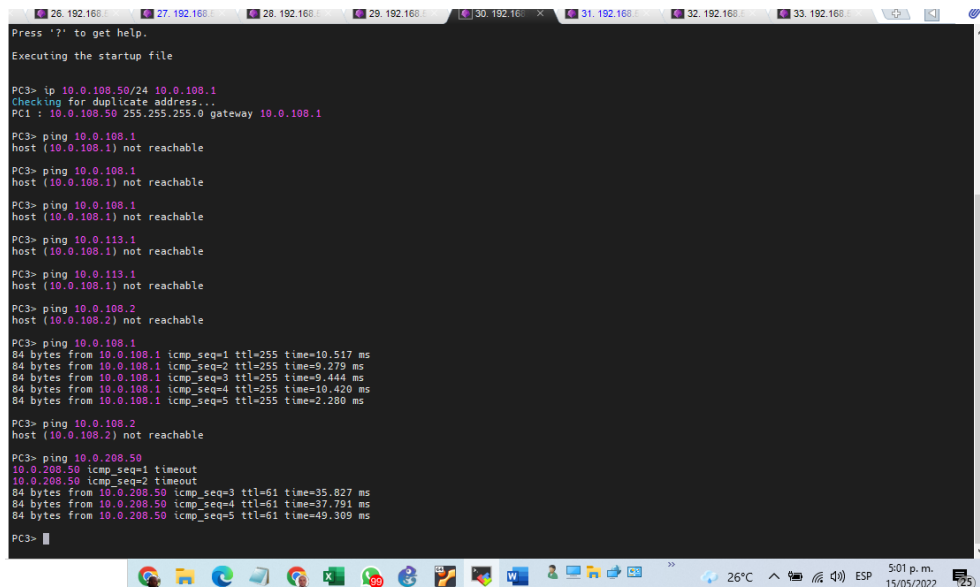 26. 192.168.
27. 192.168.
28. 192.168.
29. 192.168.
30. 192.168
31. 192.168.
32. 192.168.
33. 192.168.
Press '?' to get help.
Executing the startup file
PC3> ip 10.0.108.50/24 10.0.108.1
Checking for duplicate address...
PC1 : 10.0.108.50 255.255.255.0 gateway 10.0.108.1
PC3> ping 10.0.108.1
host (10.0.108.1) not reachable
PC3> ping 10.0.108.1
host (10.0.108.1) not reachable
PC3> ping 10.0.108.1
host (10.0.108.1) not reachable
PC3> ping 10.0.113.1
host (10.0.108.1) not reachable
PC3> ping 10.0.113.1
host (10.0.108.1) not reachable
PC3> ping 10.0.108.2
host (10.0.108.2) not reachable
PC3> ping 10.0.108.1
84 bytes from 10.0.108.1 icmp_seq=1 ttl=255 time=10.517 ms
84 bytes from 10.0.108.1 icmp_seq=2 ttl=255 time=9.279 ms
84 bytes from 10.0.108.1 icmp_seq=3 ttl=255 time=9.444 ms
84 bytes from 10.0.108.1 icmp_seq=4 ttl=255 time=10.420 ms
84 bytes from 10.0.108.1 icmp_seq=5 ttl=255 time=2.280 ms
PC3> ping 10.0.108.2
host (10.0.108.2) not reachable
PC3> ping 10.0.208.50
10.0.208.50 icmp_seq=1 timeout
10.0.208.50 icmp_seq=2 timeout
84 bytes from 10.0.208.50 icmp_seq=3 ttl=61 time=35.827 ms
84 bytes from 10.0.208.50 icmp_seq=4 ttl=61 time=37.791 ms
84 bytes from 10.0.208.50 icmp_seq=5 ttl=61 time=49.309 ms
PC3>
99
26°C
ESP
5:01 p. m.
15/05/2022
25